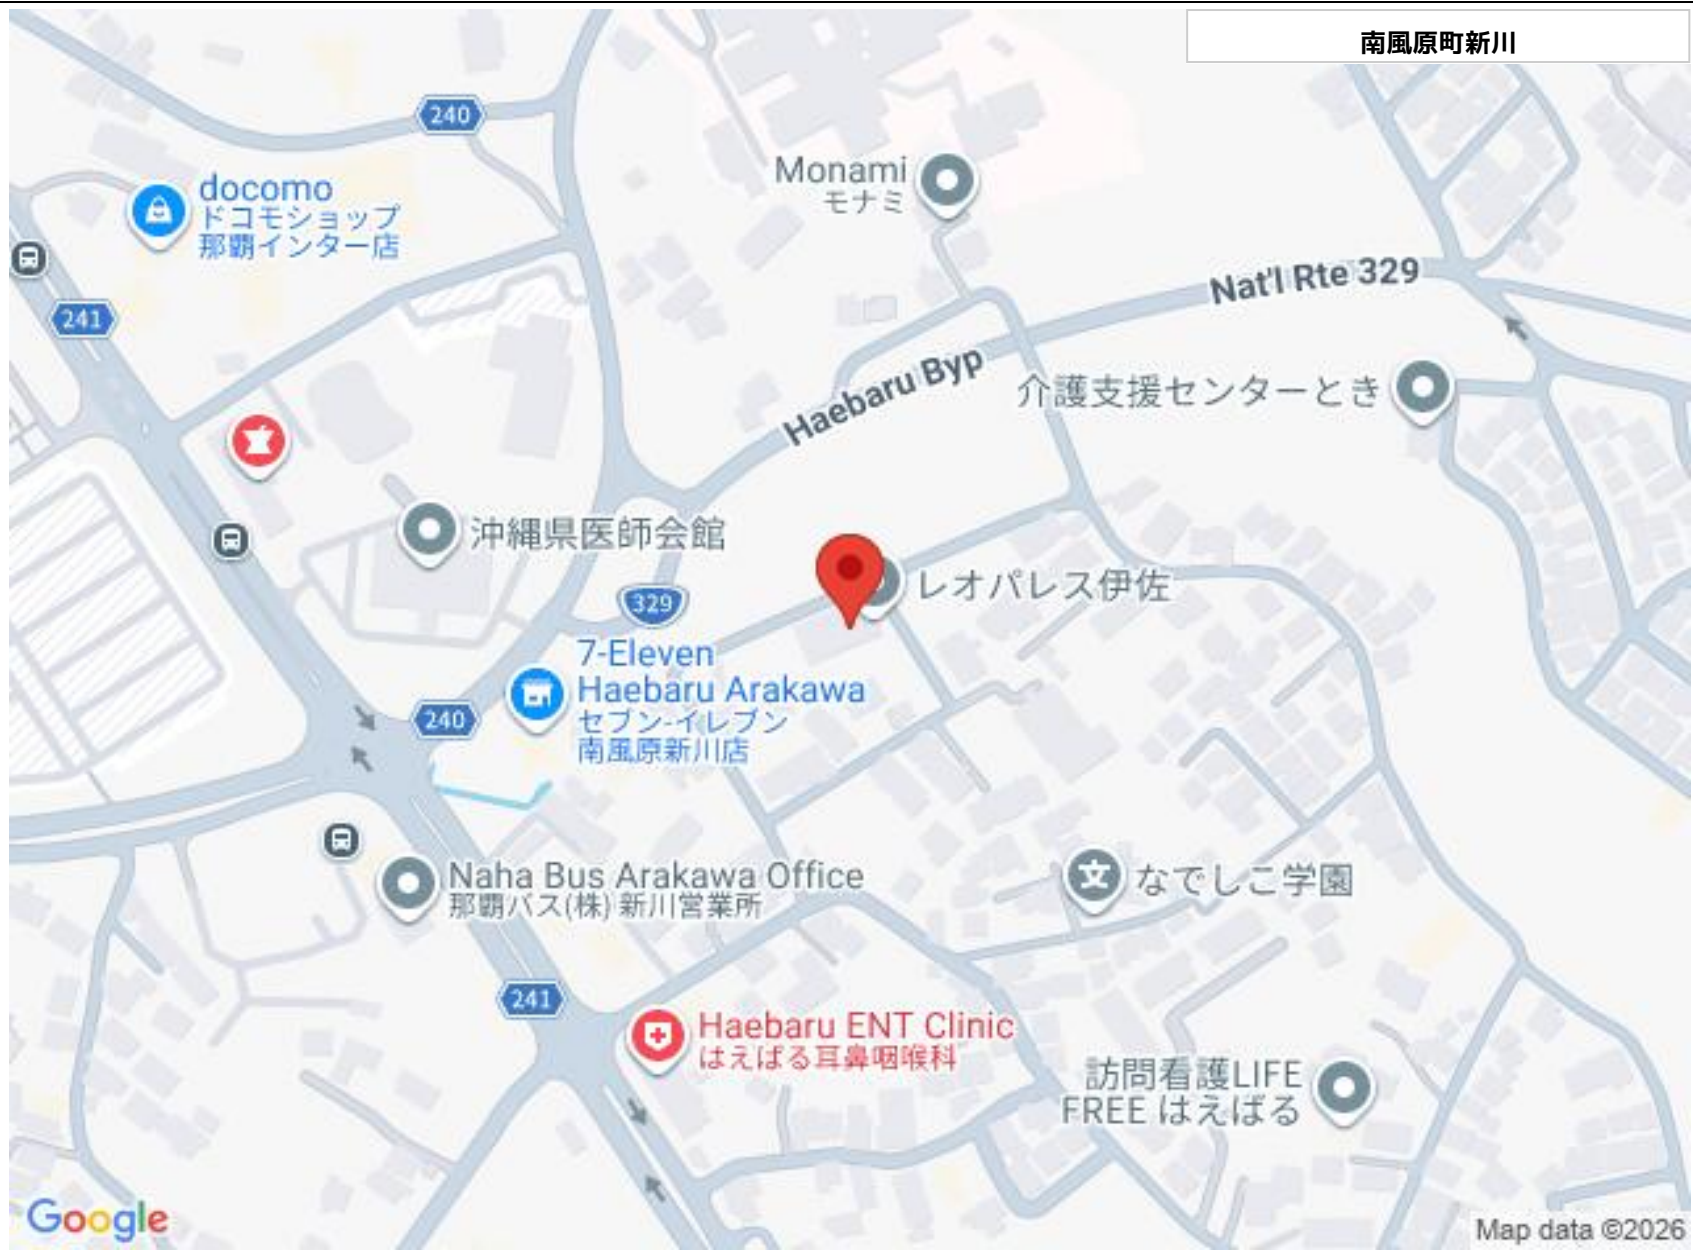 南風原町新川
240
Monami
モナミ
docomo
ドコモショップ
那覇インター店
Nat'l Rte 329
241
Haebaru Byp
介護支援センターとき
沖縄県医師会館
レオパレス伊佐
329
7-Eleven
Haebaru Arakawa
セブン-イレブン
南風原新川店
240
Naha Bus Arakawa Office
那覇バス(株) 新川営業所
文
なでしこ学園
241
Haebaru ENT Clinic
はえばる耳鼻咽喉科
訪問看護LIFE
FREE はえばる
Google
Map data ©2026